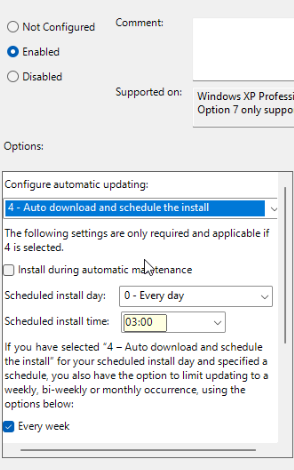 Not Configured
Comment:
Enabled
Disabled
Supported on:
Windows XP Professi
Option 7 only suppo
Options:
Configure automatic updating:
4 - Auto download and schedule the install
The following settings are only required and applicable if
4 is selected.
Install during automatic maintenance
Scheduled install day:
0 - Every day
Scheduled install time:
03:00
If you have selected “4 – Auto download and schedule
the install” for your scheduled install day and specified a
schedule, you also have the option to limit updating to a
weekly, bi-weekly or monthly occurrence, using the
options below:
Every week